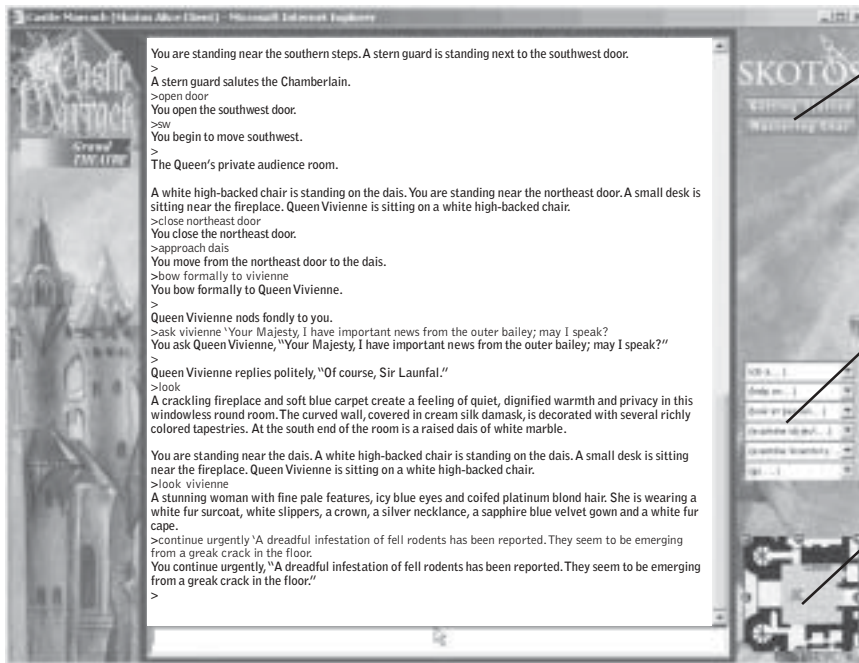 Castle Marrach [Skotos Alice Client] - Microsoft Internet Explorer
Castle
Marrach
Grand
THEATRE
You are standing near the southern steps. A stern guard is standing next to the southwest door.
>
A stern guard salutes the Chamberlain.
>open door
You open the southwest door.
>sw
You begin to move southwest.
>
The Queen's private audience room.
A white high-backed chair is standing on the dais. You are standing near the northeast door. A small desk is
sitting near the fireplace. Queen Vivienne is sitting on a white high-backed chair.
>close northeast door
You close the northeast door.
>approach dais
You move from the northeast door to the dais.
>bow formally to vivienne
You bow formally to Queen Vivienne.
>
Queen Vivienne nods fondly to you.
>ask vivienne 'Your Majesty, I have important news from the outer bailey; may I speak?
You ask Queen Vivienne, "Your Majesty, I have important news from the outer bailey; may I speak?"
>
Queen Vivienne replies politely, "Of course, Sir Launfal."
>look
A crackling fireplace and soft blue carpet create a feeling of quiet, dignified warmth and privacy in this
windowless round room. The curved wall, covered in cream silk damask, is decorated with several richly
colored tapestries. At the south end of the room is a raised dais of white marble.
You are standing near the dais. A white high-backed chair is standing on the dais. A small desk is sitting
near the fireplace. Queen Vivienne is sitting on a white high-backed chair.
>look vivienne
A stunning woman with fine pale features, icy blue eyes and coifed platinum blond hair. She is wearing a
white fur surcoat, white slippers, a crown, a silver necklace, a sapphire blue velvet gown and a white fur
cape.
>continue urgently 'A dreadful infestation of fell rodents has been reported. They seem to be emerging
from a greak crack in the floor.
You continue urgently, "A dreadful infestation of fell rodents has been reported. They seem to be emerging
from a greak crack in the floor."
>
SKOTOS
Getting Started